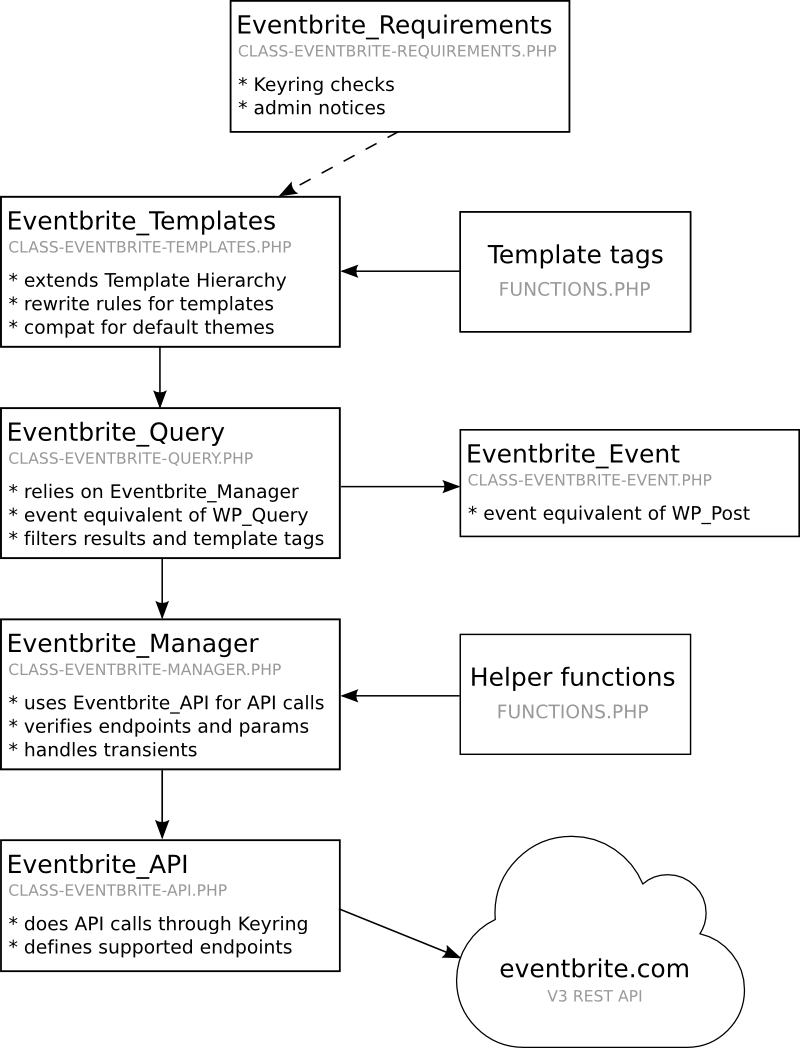 Eventbrite_Requirements
CLASS-EVENTBRITE-REQUIREMENTS.PHP
* Keyring checks
* admin notices
Eventbrite_Templates
CLASS-EVENTBRITE-TEMPLATES.PHP
* extends Template Hierarchy
* rewrite rules for templates
* compat for default themes
Template tags
FUNCTIONS.PHP
Eventbrite_Query
CLASS-EVENTBRITE-QUERY.PHP
* relies on Eventbrite_Manager
* event equivalent of WP_Query
* filters results and template tags
Eventbrite_Event
CLASS-EVENTBRITE-EVENT.PHP
* event equivalent of WP_Post
Eventbrite_Manager
CLASS-EVENTBRITE-MANAGER.PHP
* uses Eventbrite_API for API calls
* verifies endpoints and params
* handles transients
Helper functions
FUNCTIONS.PHP
Eventbrite_API
CLASS-EVENTBRITE-API.PHP
* does API calls through Keyring
* defines supported endpoints
eventbrite.com
V3 REST API